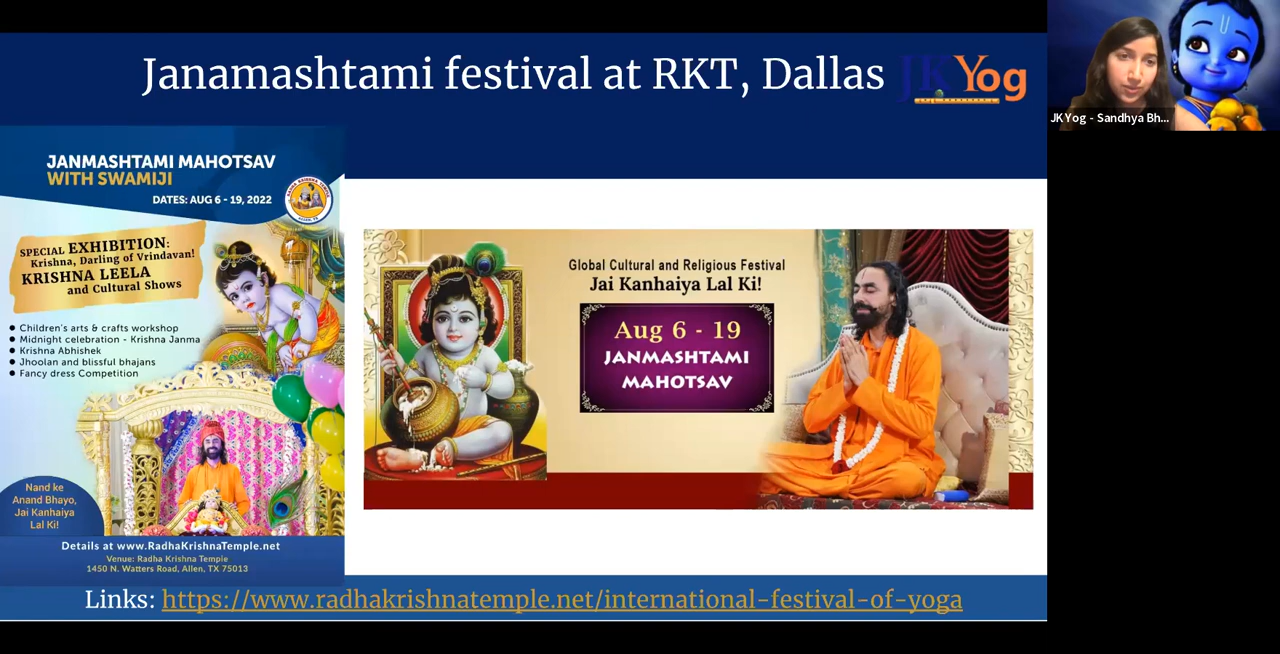 Janamashtami festival at RKT, Dallas
JKYog
JKYog - Sandhya Bh...
JANMASHTAMI MAHOTSAV
WITH SWAMIJI
DATES: AUG 6 - 19, 2022
SPECIAL EXHIBITION:
Krishna, Darling of Vrindavan!
KRISHNA LEELA
and Cultural Shows
● Children's arts & crafts workshop
● Midnight celebration - Krishna Janma
● Krishna Abhishek
● Jhoolan and blissful bhajans
● Fancy dress Competition
Nand ke
Anand Bhayo,
Jai Kanhaiya
Lal Ki!
Details at www.RadhaKrishnaTemple.net
Venue: Radha Krishna Temple
1450 N. Watters Road, Allen, TX 75013
Global Cultural and Religious Festival
Jai Kanhaiya Lal Ki!
Aug 6 - 19
JANMASHTAMI
MAHOTSAV
Links: https://www.radhakrishnatemple.net/international-festival-of-yoga